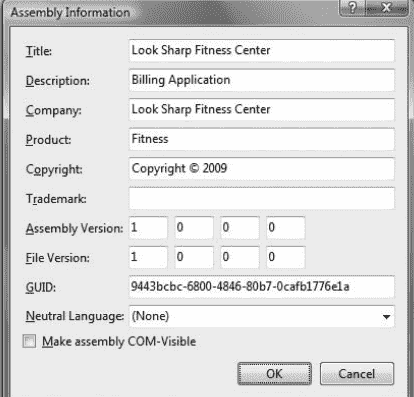 Assembly Information
?
Title: Look Sharp Fitness Center
Description: Billing Application
Company: Look Sharp Fitness Center
Product: Fitness
Copyright: Copyright © 2009
Trademark:
Assembly Version: 1 0 0 0
File Version: 1 0 0 0
GUID: 9443bcbc-6800-4846-80b7-0cafb1776e1a
Neutral Language: (None)
Make assembly COM-Visible
OK Cancel